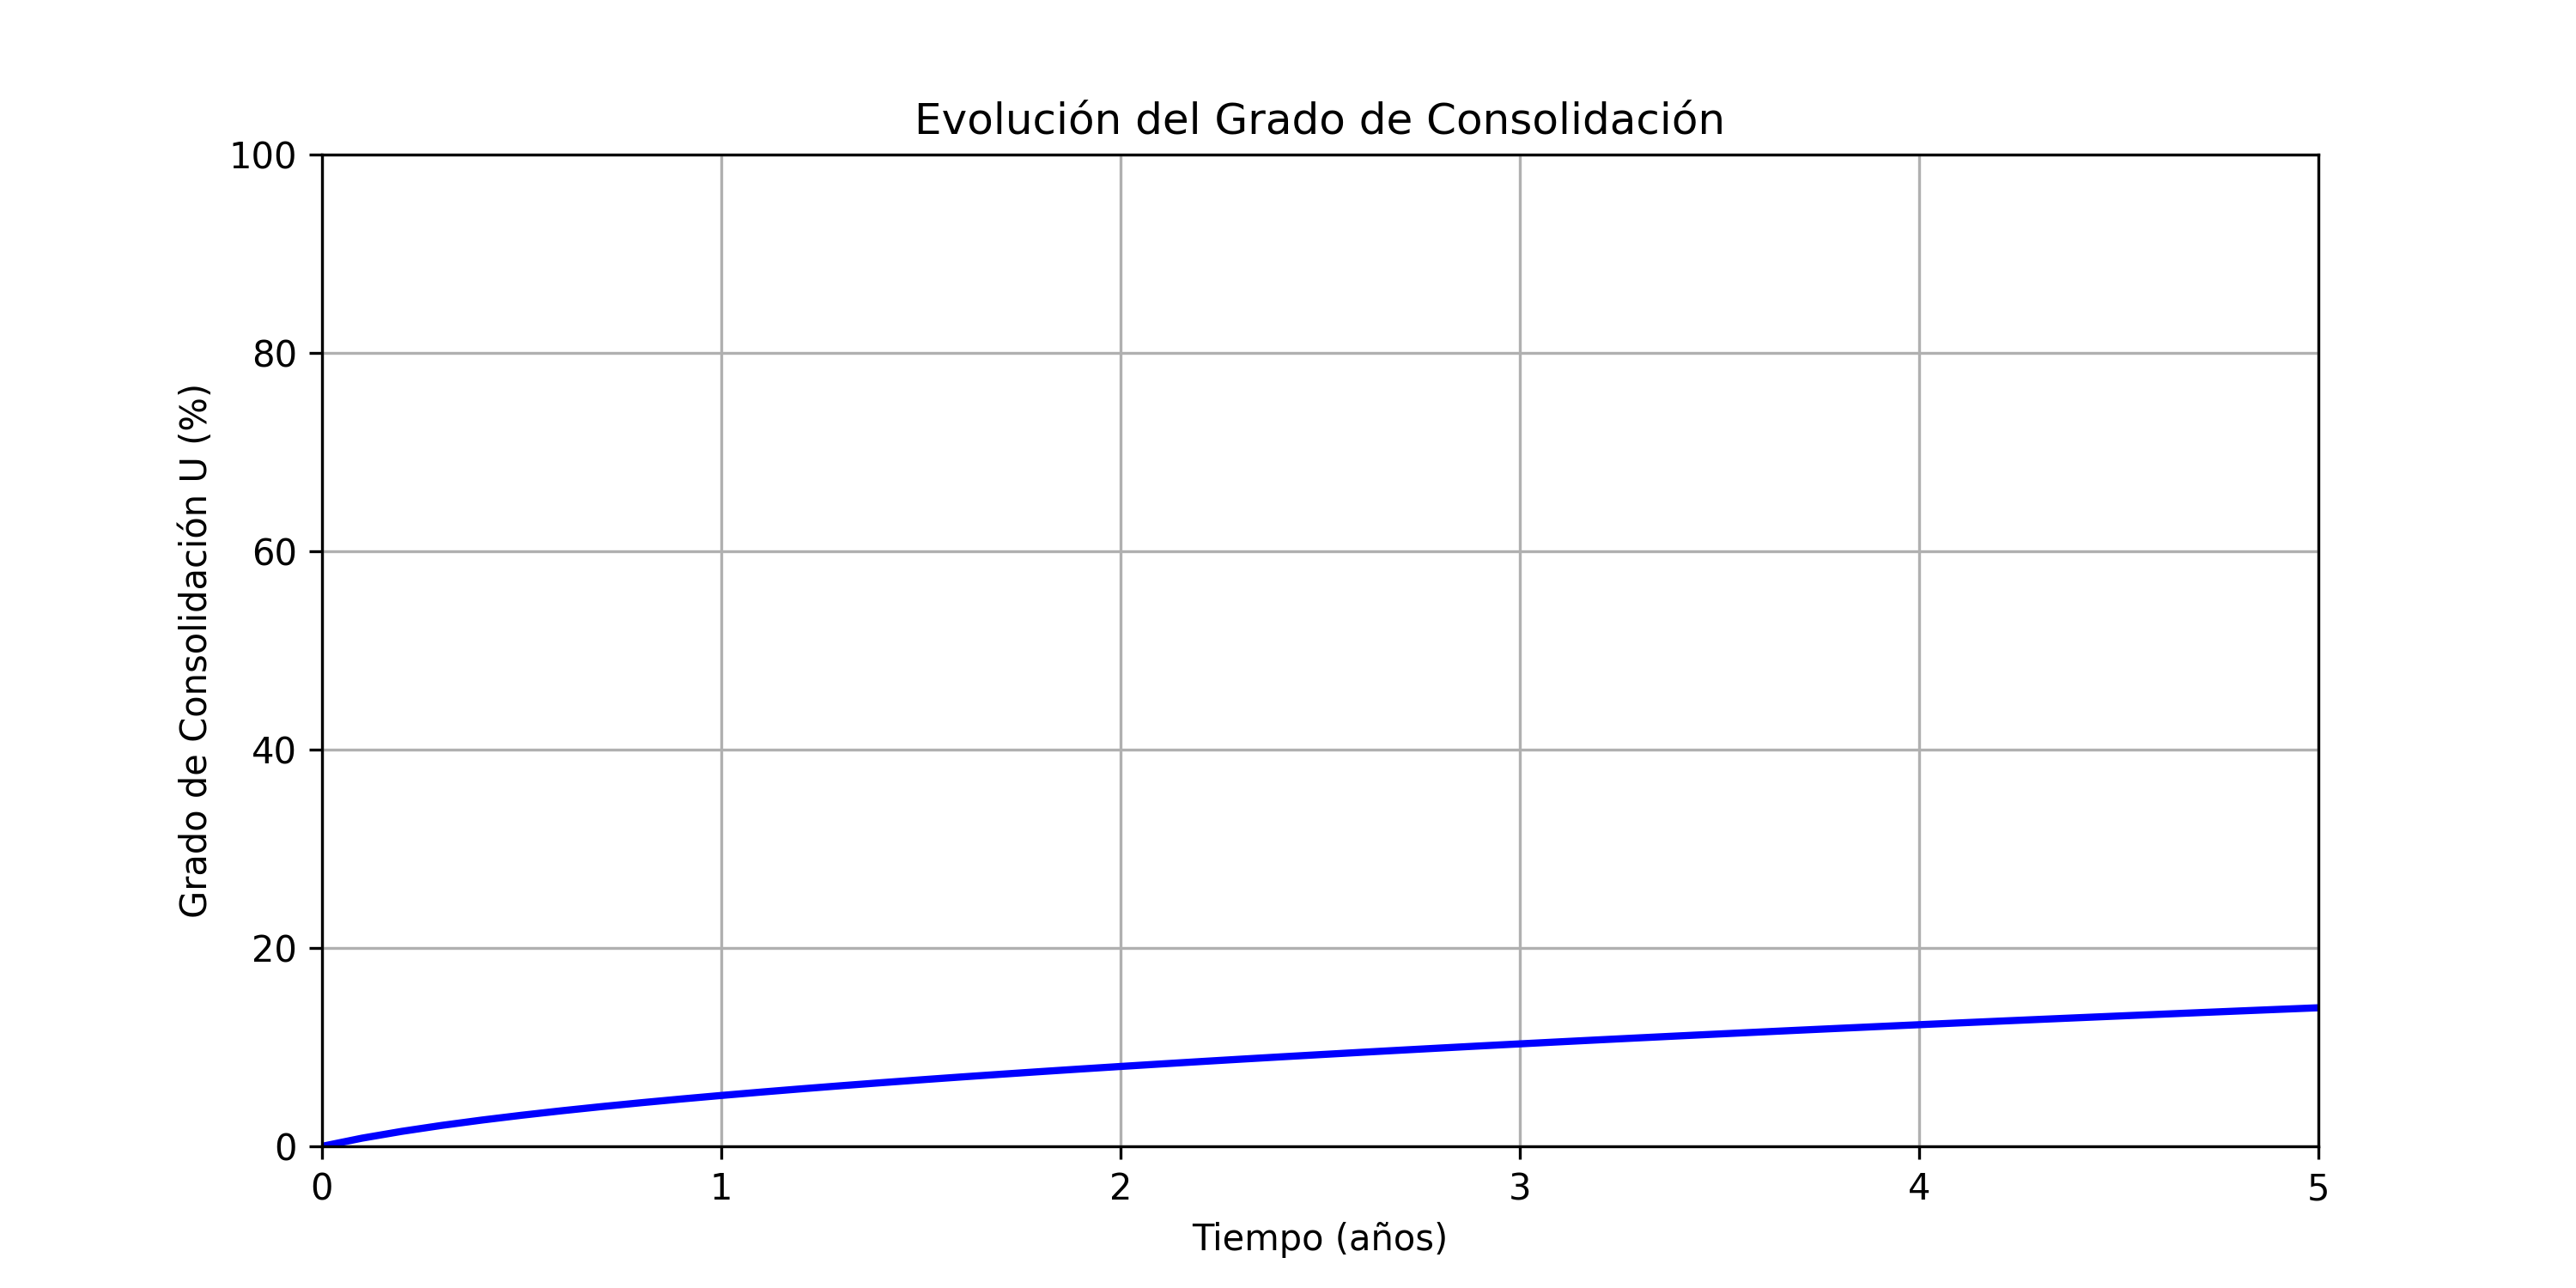 Evolución del Grado de Consolidación
100
80
60
40
20
0
Grado de Consolidación U (%)
0 1 2 3 4 5
Tiempo (años)